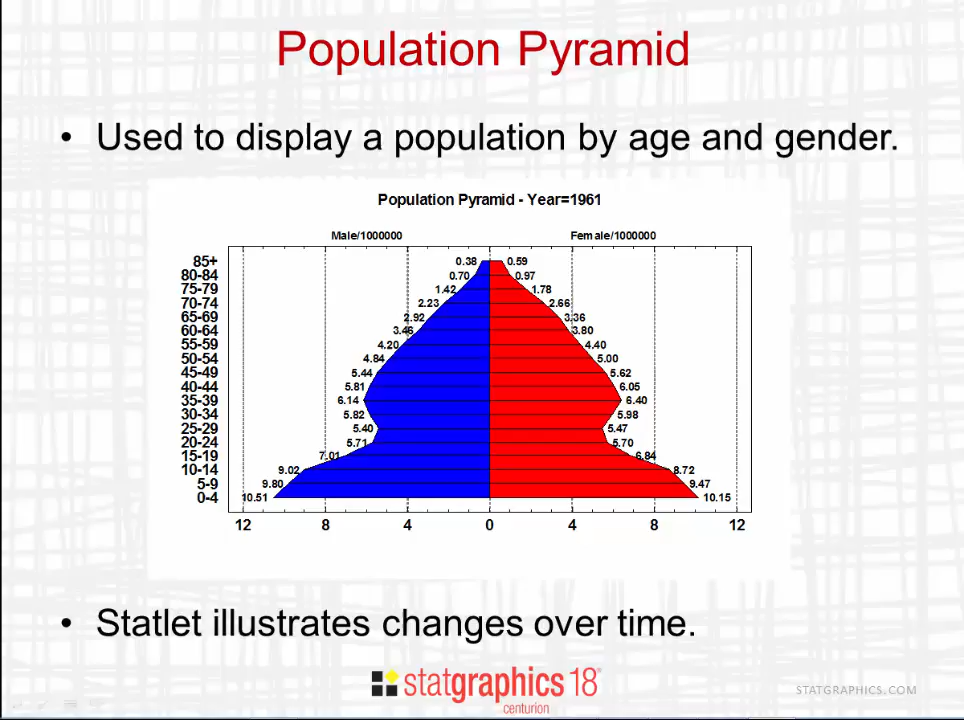 Population Pyramid
• Used to display a population by age and gender.
Population Pyramid - Year=1961
Male/1000000 Female/1000000
85+ 0.38 0.59
80-84 0.70 0.97
75-79 1.42 1.78
70-74 2.23 2.66
65-69 2.92 3.36
60-64 3.46 3.80
55-59 4.20 4.40
50-54 4.84 5.00
45-49 5.44 5.62
40-44 5.81 6.05
35-39 6.14 6.40
30-34 5.82 5.98
25-29 5.40 5.47
20-24 5.71 5.70
15-19 7.01 6.84
10-14 9.02 8.72
5-9 9.80 9.47
0-4 10.51 10.15
12 8 4 0 4 8 12
• Statlet illustrates changes over time.
statgraphics 18®
centurion
STATGRAPHICS.COM